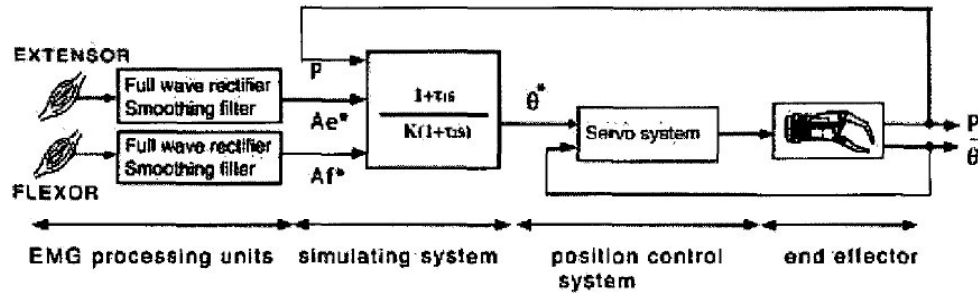 EXTENSOR
Full wave rectifier
Smoothing filter
Ae*
FLEXOR
Full wave rectifier
Smoothing filter
Af*
P
1+τ₁s
K(1+τ₂s)
θ*
Servo system
P
θ
EMG processing units
simulating system
position control
system
end effector